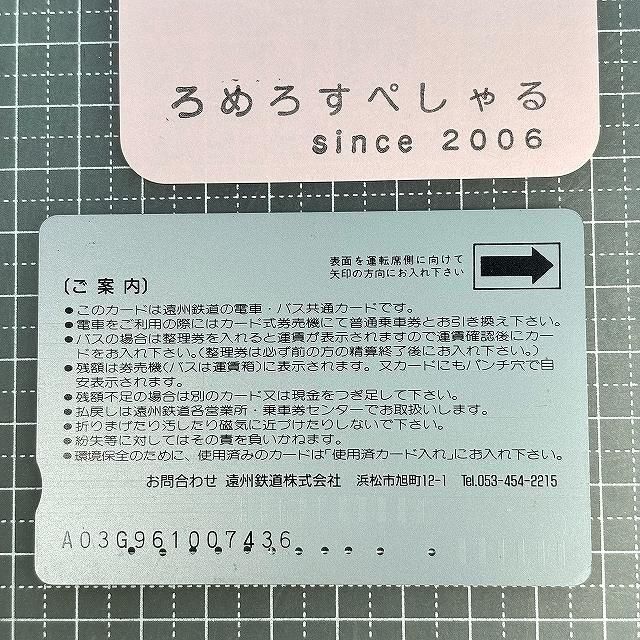 ろめろすぺしゃる
since 2006
表面を運転席側に向けて
矢印の方向にお入れ下さい
〔ご案内〕
●このカードは遠州鉄道の電車・バス共通カードです。
●電車をご利用の際にはカード式券売機にて普通乗車券とお引き換え下さい。
●バスの場合は整理券を入れると運賃が表示されますので運賃確認後にカー
ドをお入れ下さい。(整理券は必ず前の方の精算終了後にお入れ下さい。)
●残額は券売機(バスは運賃箱)に表示されます。又カードにもパンチ穴で目
安表示されます。
●残額不足の場合は別のカード又は現金をつぎ足して下さい。
●払戻しは遠州鉄道各営業所・乗車券センターでお取扱いします。
●折りまげたり汚したり磁気に近づけたりしないで下さい。
●紛失等に対してはその責を負いかねます。
●環境保全のために、使用済みのカードは「使用済カード入れ」にお入れ下さい。
お問合わせ 遠州鉄道株式会社 浜松市旭町12-1 Tel.053-454-2215
A03G961007436